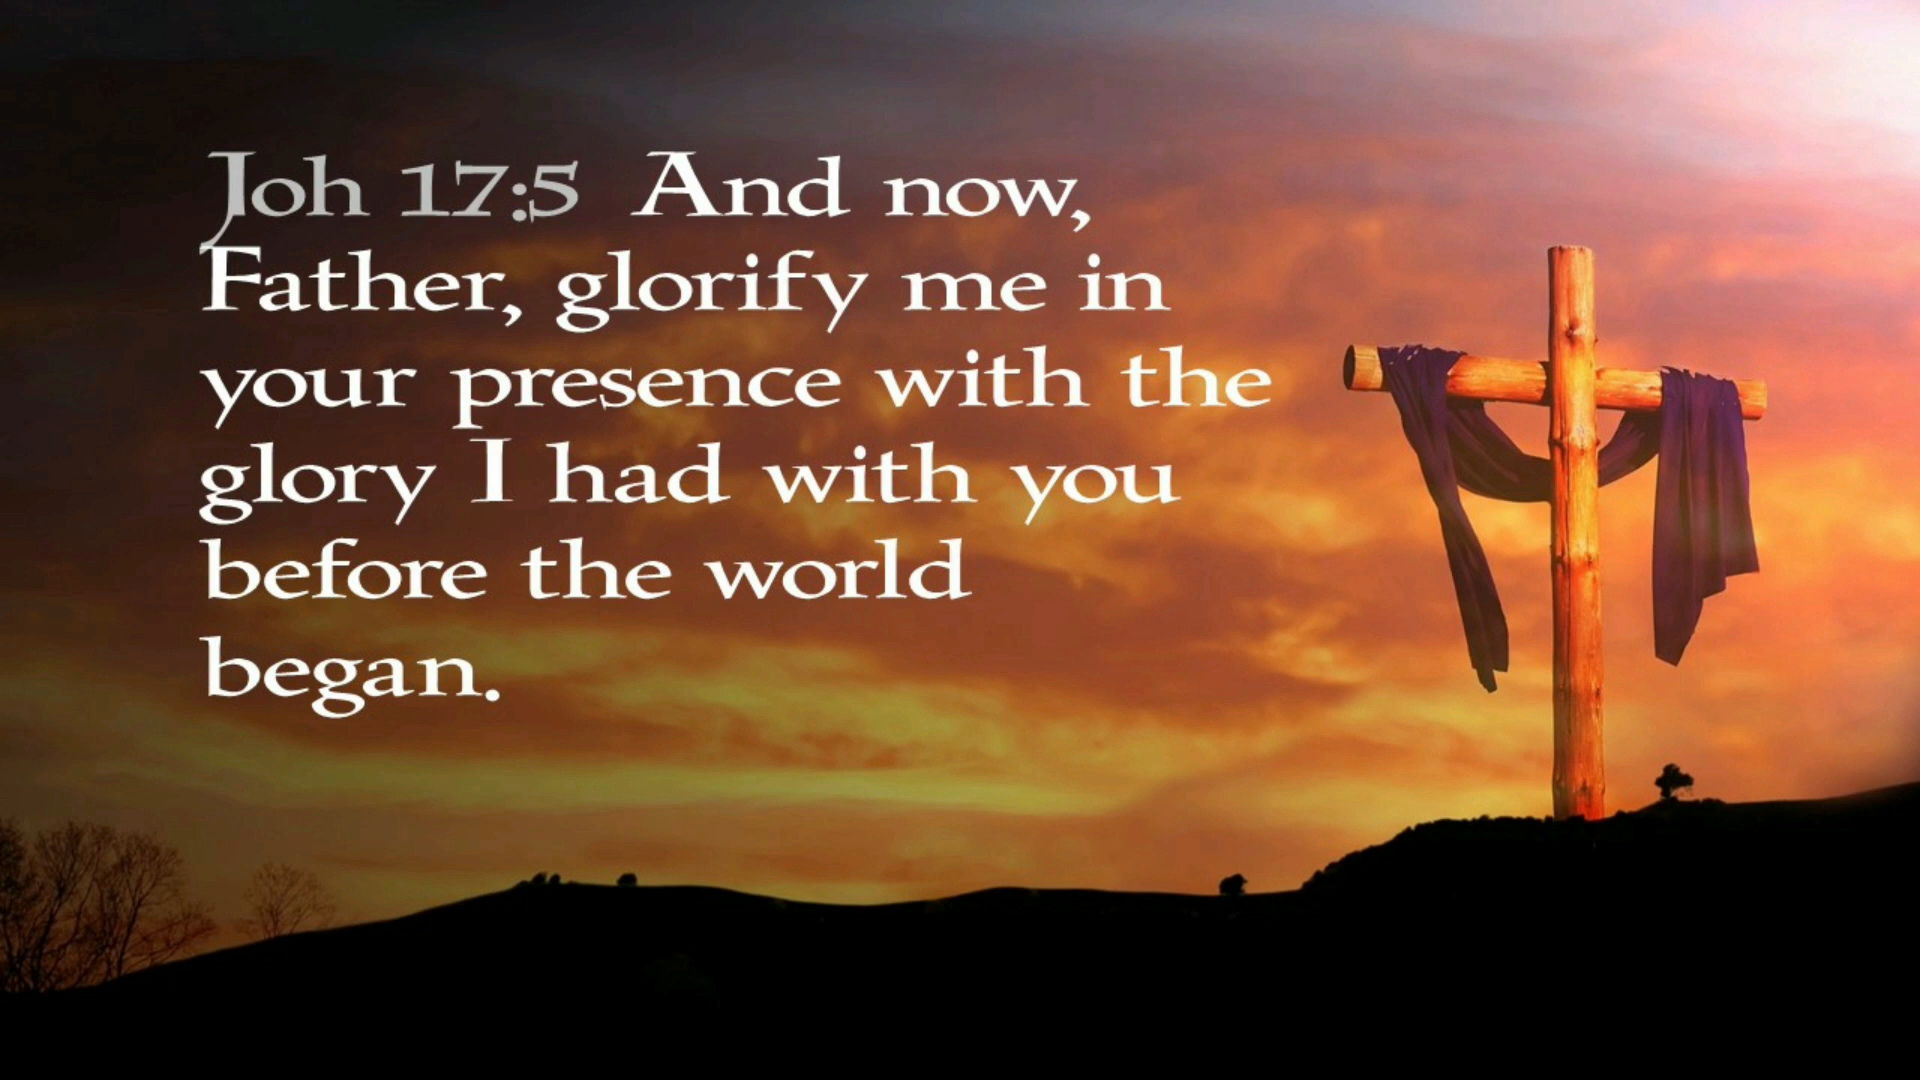 Joh 17:5 And now,
Father, glorify me in
your presence with the
glory I had with you
before the world
began.